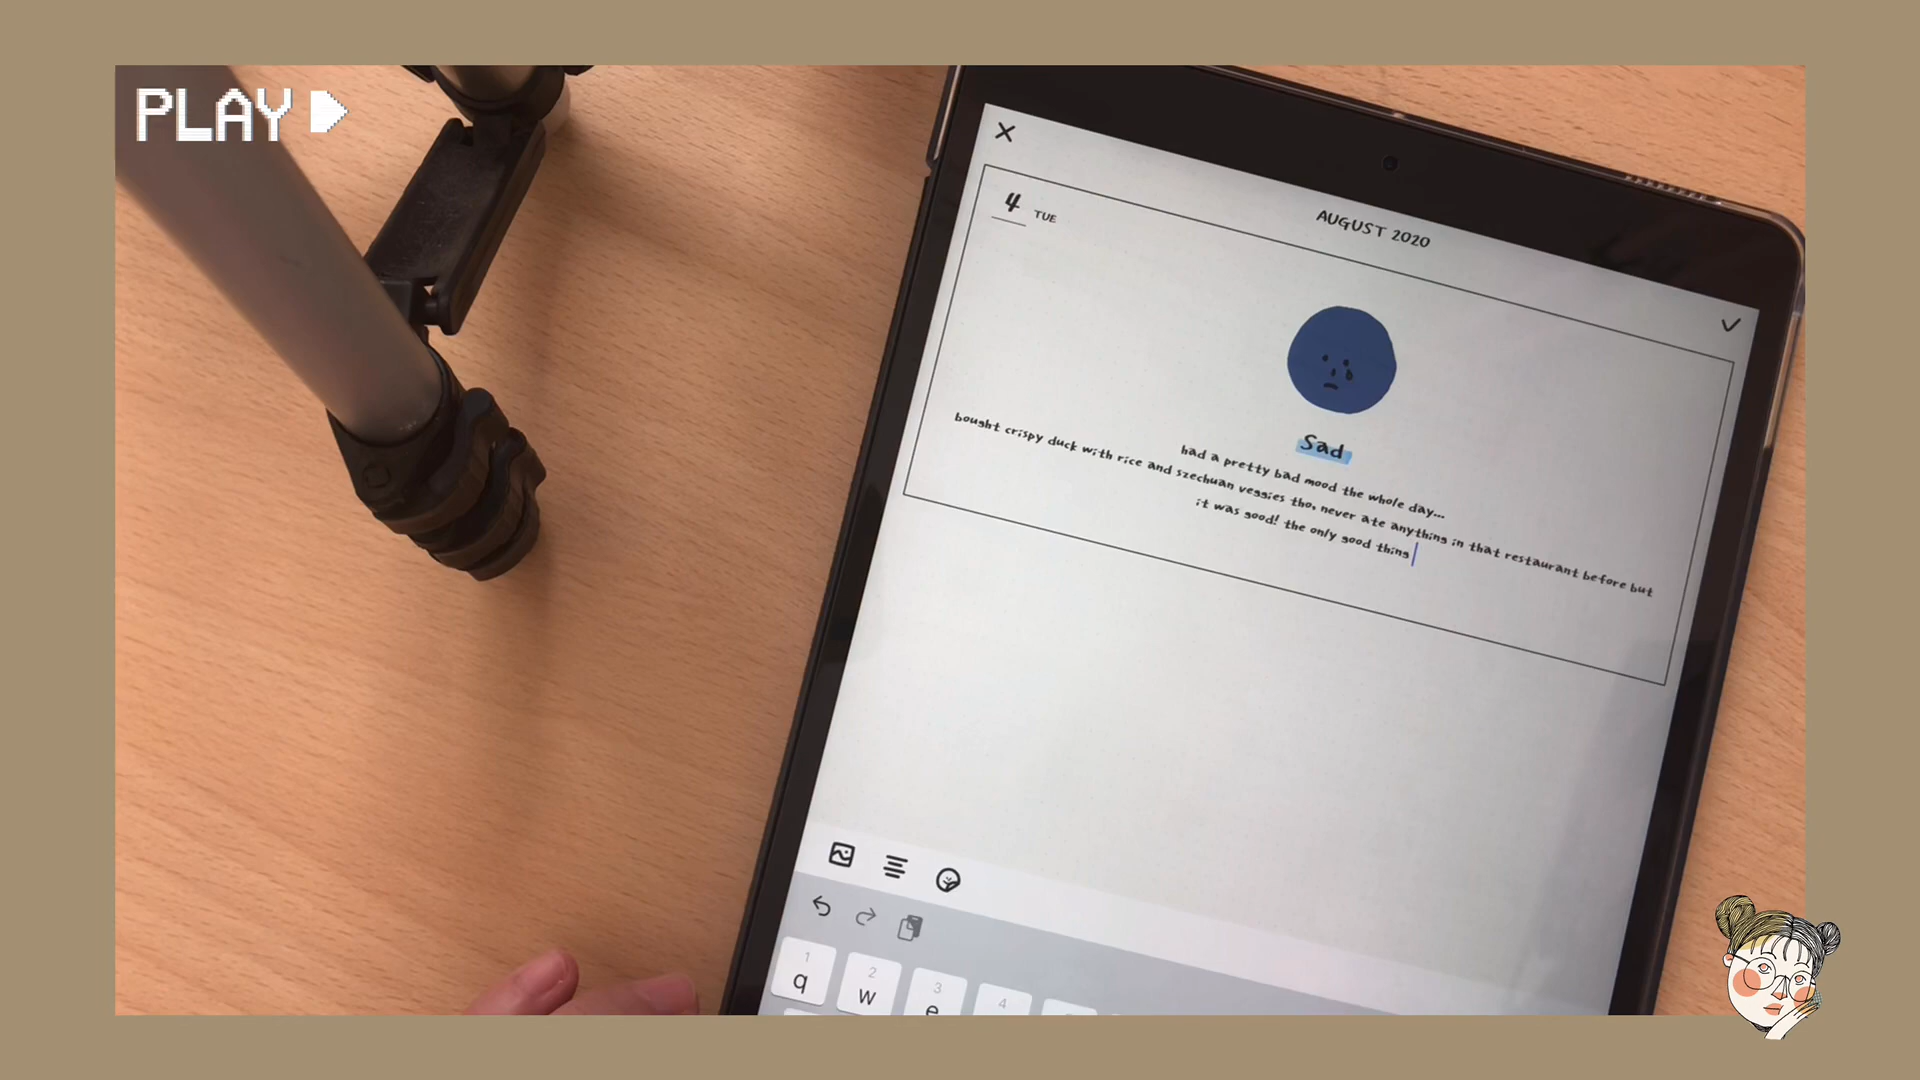 PLAY
AUGUST 2020
4 TUE
Sad
had a pretty bad mood the whole day...
bought crispy duck with rice and szechuan veggies tho, never ate anything in that restaurant before but
it was good! the only good thing
1 2 3 4
q w e